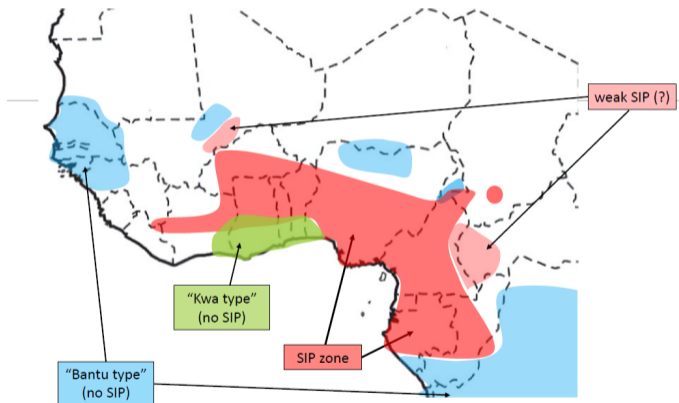 weak SIP (?)
“Kwa type”
(no SIP)
SIP zone
“Bantu type”
(no SIP)